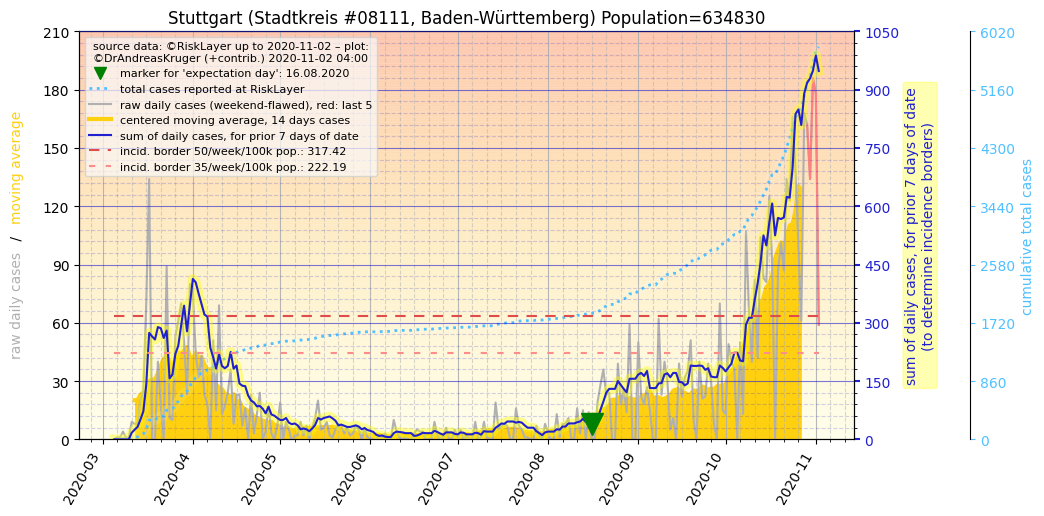 Stuttgart (Stadtkreis #08111, Baden-Württemberg) Population=634830
source data: ©RiskLayer up to 2020-11-02 – plot:
©DrAndreasKruger (+contrib.) 2020-11-02 04:00
marker for 'expectation day': 16.08.2020
total cases reported at RiskLayer
raw daily cases (weekend-flawed), red: last 5
centered moving average, 14 days cases
sum of daily cases, for prior 7 days of date
incid. border 50/week/100k pop.: 317.42
incid. border 35/week/100k pop.: 222.19
raw daily cases / moving average
210
180
150
120
90
60
30
0
2020-03
2020-04
2020-05
2020-06
2020-07
2020-08
2020-09
2020-10
2020-11
1050
900
750
600
450
300
150
0
sum of daily cases, for prior 7 days of date
(to determine incidence borders)
6020
5160
4300
3440
2580
1720
860
0
cumulative total cases